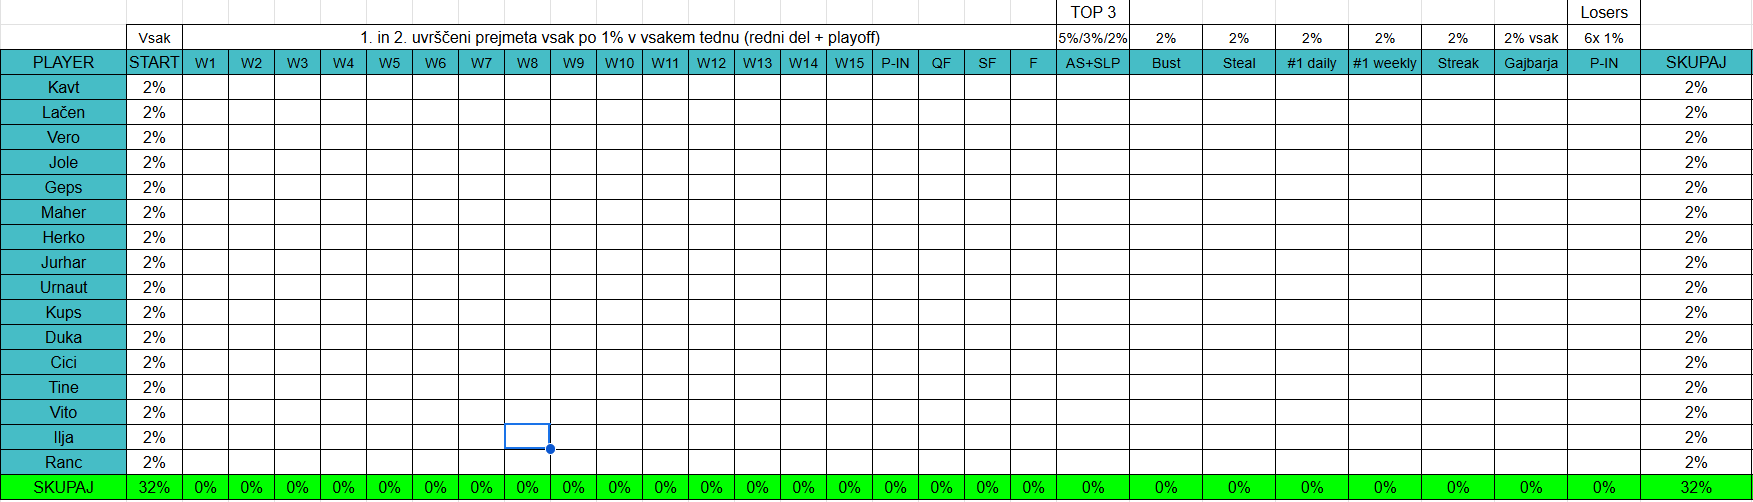 TOP 3 Losers
Vsak 1. in 2. uvrščeni prejmeta vsak po 1% v vsakem tednu (redni del + playoff) 5%/3%/2% 2% 2% 2% 2% 2% 2% vsak 6x 1%
PLAYER START W1 W2 W3 W4 W5 W6 W7 W8 W9 W10 W11 W12 W13 W14 W15 P-IN QF SF F AS+SLP Bust Steal #1 daily #1 weekly Streak Gajbarja P-IN SKUPAJ
Kavt 2% 2%
Lačen 2% 2%
Vero 2% 2%
Jole 2% 2%
Geps 2% 2%
Maher 2% 2%
Herko 2% 2%
Jurhar 2% 2%
Urnaut 2% 2%
Kups 2% 2%
Duka 2% 2%
Cici 2% 2%
Tine 2% 2%
Vito 2% 2%
Ilja 2% 2%
Ranc 2% 2%
SKUPAJ 32% 0% 0% 0% 0% 0% 0% 0% 0% 0% 0% 0% 0% 0% 0% 0% 0% 0% 0% 0% 0% 0% 0% 0% 0% 0% 0% 0% 32%